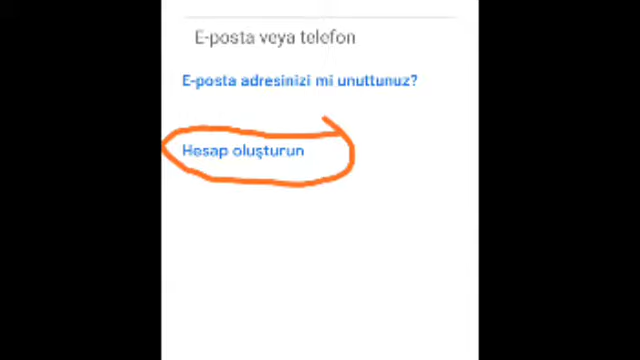 E-posta veya telefon
E-posta adresinizi mi unuttunuz?
Hesap oluşturun